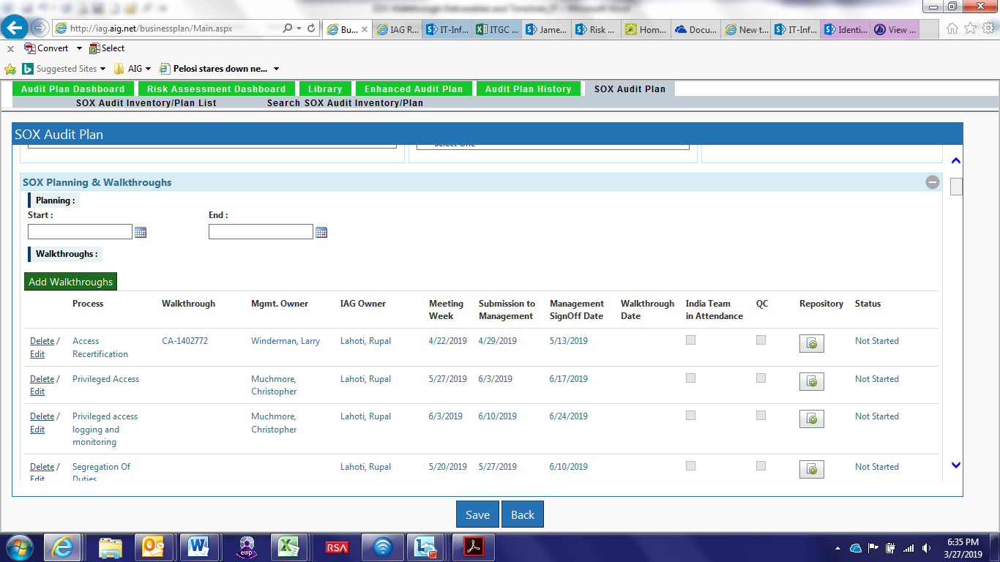 http://iag.aig.net/businessplan/Main.aspx
Bu...
IAG R...
IT-Inf...
ITGC ...
Jame...
Risk ...
Hom...
Docu...
New t...
IT-Inf...
Identi...
View ...
x Convert Select
Suggested Sites AIG Pelosi stares down ne...
Audit Plan Dashboard Risk Assessment Dashboard Library Enhanced Audit Plan Audit Plan History SOX Audit Plan
SOX Audit Inventory/Plan List Search SOX Audit Inventory/Plan
SOX Audit Plan
SOX Planning & Walkthroughs
Planning :
Start : End :
Walkthroughs :
Add Walkthroughs
Process Walkthrough Mgmt. Owner IAG Owner Meeting Submission to Management Walkthrough India Team QC Repository Status
Week Management SignOff Date Date in Attendance
Delete / Access CA-1402772 Winderman, Larry Lahoti, Rupal 4/22/2019 4/29/2019 5/13/2019 Not Started
Edit Recertification
Delete / Privileged Access Muchmore, Lahoti, Rupal 5/27/2019 6/3/2019 6/17/2019 Not Started
Edit Christopher
Delete / Privileged access Muchmore, Lahoti, Rupal 6/3/2019 6/10/2019 6/24/2019 Not Started
Edit logging and Christopher
monitoring
Delete / Segregation Of Lahoti, Rupal 5/20/2019 5/27/2019 6/10/2019 Not Started
Edit Duties
Save Back
ewp
RSA
6:35 PM
3/27/2019